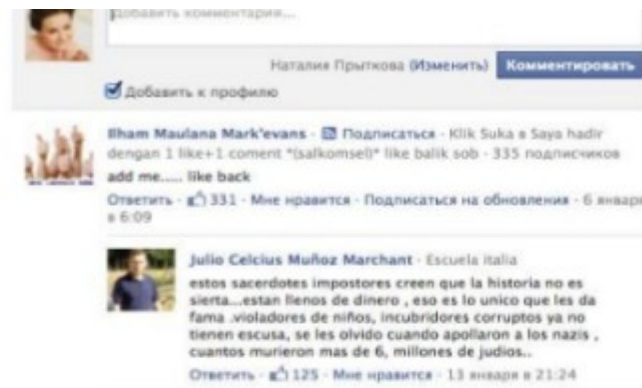 Добавить комментарий...
Наталия Прыткова (Изменить) Комментировать
Добавить к профилю
Ilham Maulana Mark'evans · Подписаться · Klik Suka в Saya hadir
dengan 1 like+1 coment *(salkomsel)* like balik sob · 335 подписчиков
add me..... like back
Ответить · 331 · Мне нравится · Подписаться на обновления · 6 января
в 6:09
Julio Celcius Muñoz Marchant · Escuela italia
estos sacerdotes impostores creen que la historia no es
sierta...estan llenos de dinero , eso es lo unico que les da
fama .violadores de niños, incubridores corruptos ya no
tienen escusa, se les olvido cuando apollaron a los nazis ,
cuantos murieron mas de 6, millones de judios..
Ответить · 125 · Мне нравится · 13 января в 21:24